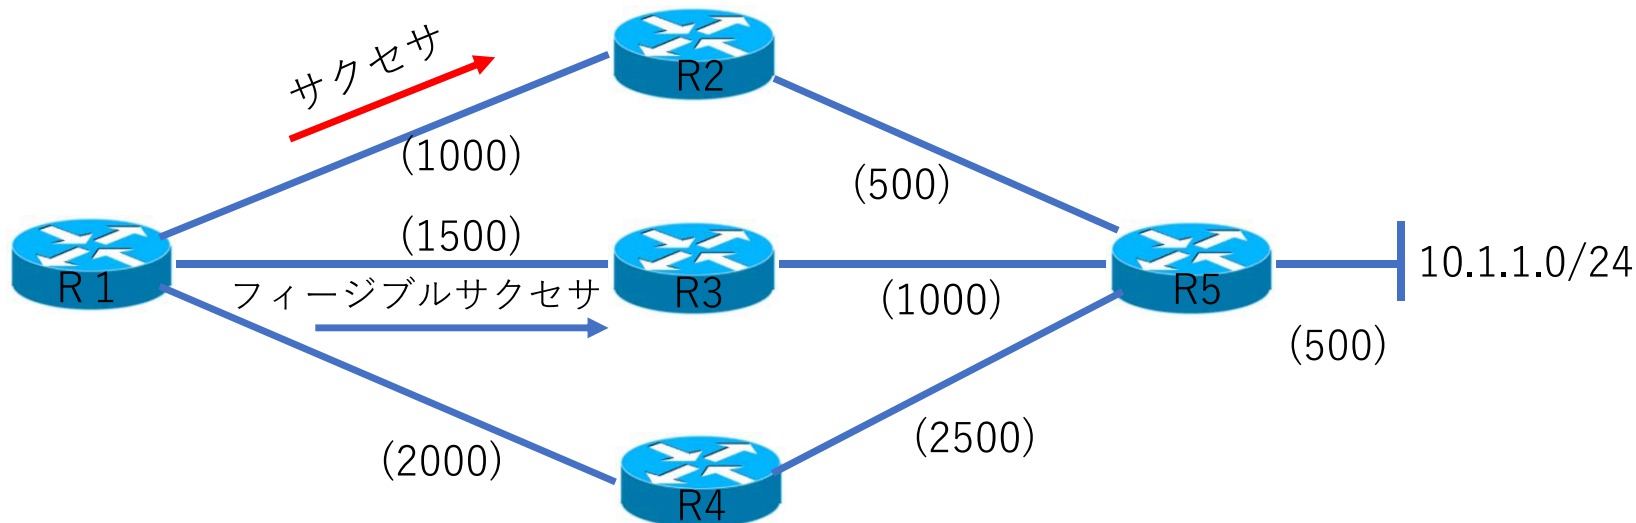 サクセサ
R2
(1000)
(500)
(1500)
R1
フィージブルサクセサ
R3
(1000)
R5
10.1.1.0/24
(500)
(2000)
(2500)
R4